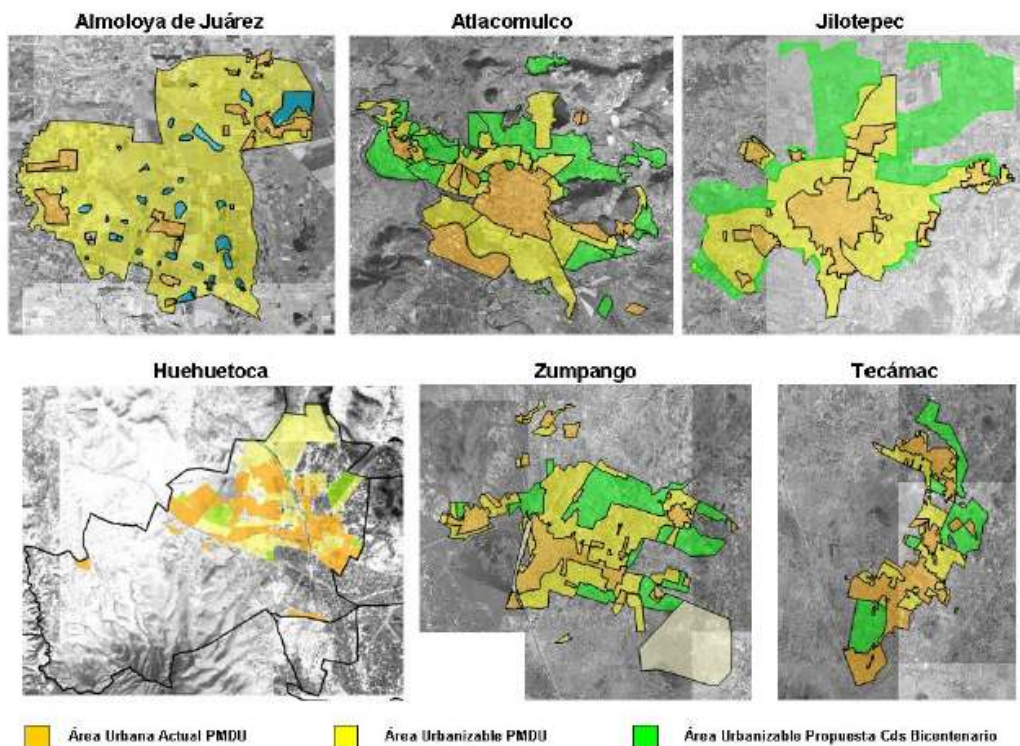 Almoloya de Juárez
Atlacomulco
Jilotepec
Huehuetoca
Zumpango
Tecámac
Área Urbana Actual PMDU
Área Urbanizable PMDU
Área Urbanizable Propuesta Cds Bicentenario